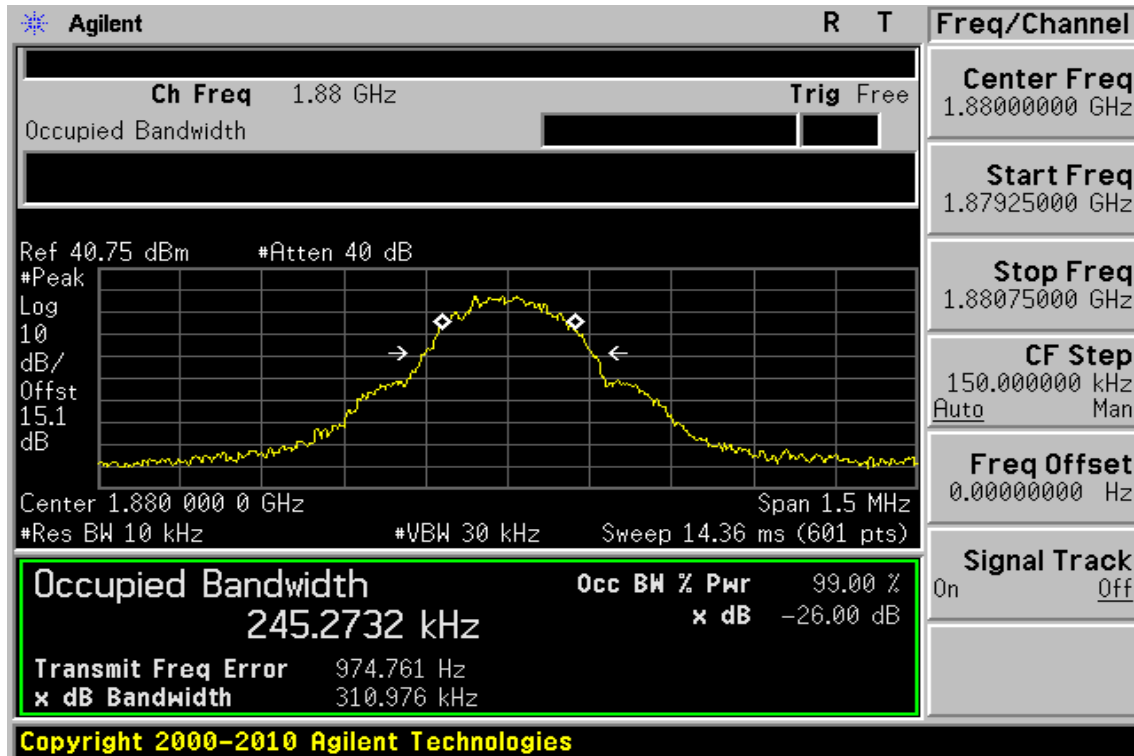 Agilent R T
Ch Freq 1.88 GHz Trig Free
Occupied Bandwidth
Ref 40.75 dBm #Atten 40 dB
#Peak
Log
10
dB/
Offst
15.1
dB
Center 1.880 000 0 GHz Span 1.5 MHz
#Res BW 10 kHz #VBW 30 kHz Sweep 14.36 ms (601 pts)
Occupied Bandwidth
245.2732 kHz
Occ BW % Pwr 99.00 %
x dB -26.00 dB
Transmit Freq Error 974.761 Hz
x dB Bandwidth 310.976 kHz
Copyright 2000-2010 Agilent Technologies
Freq/Channel
Center Freq
1.88000000 GHz
Start Freq
1.87925000 GHz
Stop Freq
1.88075000 GHz
CF Step
150.000000 kHz
Auto Man
Freq Offset
0.00000000 Hz
Signal Track
On Off